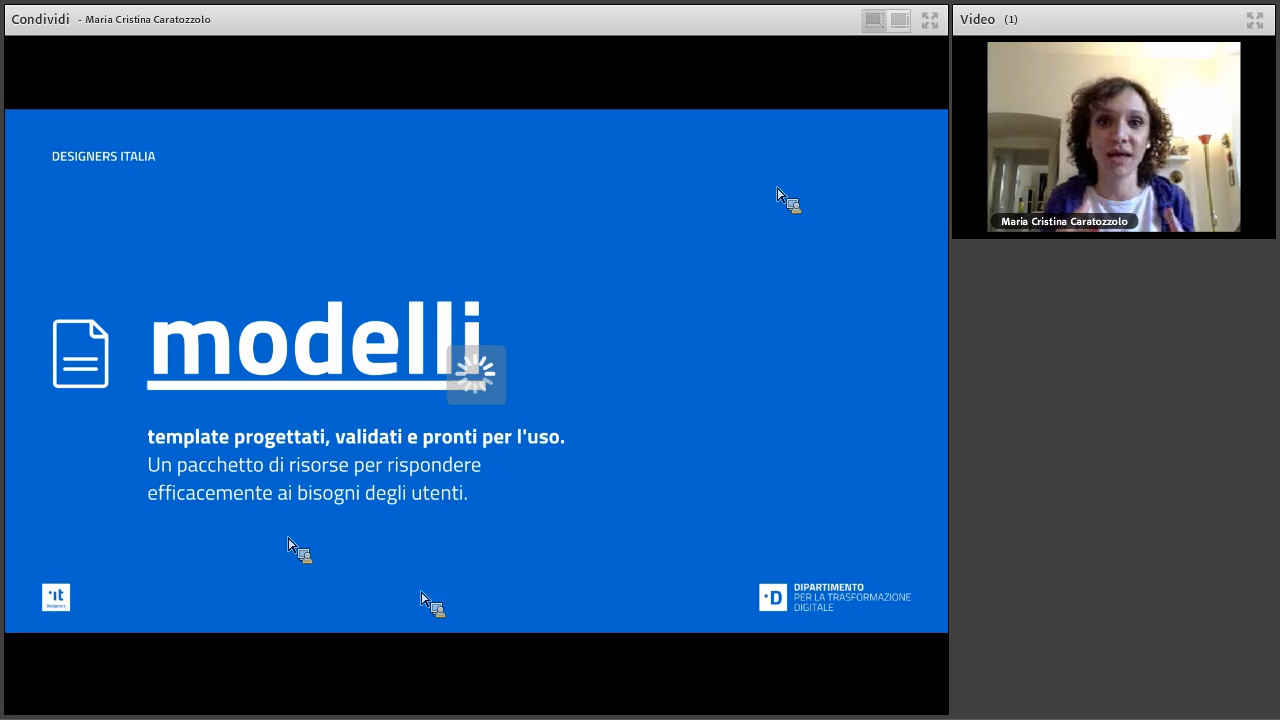 Condividi - Maria Cristina Caratozzolo
Video (1)
DESIGNERS ITALIA
Maria Cristina Caratozzolo
modelli
template progettati, validati e pronti per l'uso.
Un pacchetto di risorse per rispondere
efficacemente ai bisogni degli utenti.
·it
Designers
·D
DIPARTIMENTO
PER LA TRASFORMAZIONE
DIGITALE